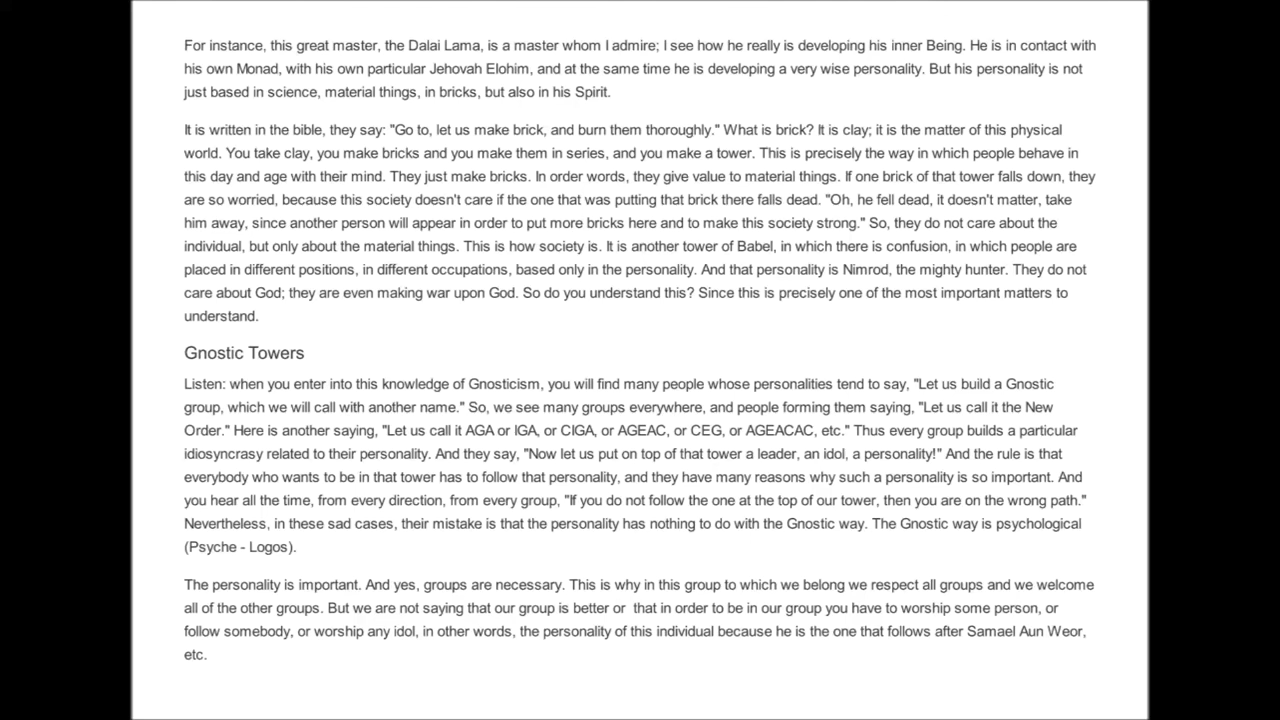 For instance, this great master, the Dalai Lama, is a master whom I admire; I see how he really is developing his inner Being. He is in contact with
his own Monad, with his own particular Jehovah Elohim, and at the same time he is developing a very wise personality. But his personality is not
just based in science, material things, in bricks, but also in his Spirit.
It is written in the bible, they say: "Go to, let us make brick, and burn them thoroughly." What is brick? It is clay; it is the matter of this physical
world. You take clay, you make bricks and you make them in series, and you make a tower. This is precisely the way in which people behave in
this day and age with their mind. They just make bricks. In order words, they give value to material things. If one brick of that tower falls down, they
are so worried, because this society doesn't care if the one that was putting that brick there falls dead. "Oh, he fell dead, it doesn't matter, take
him away, since another person will appear in order to put more bricks here and to make this society strong." So, they do not care about the
individual, but only about the material things. This is how society is. It is another tower of Babel, in which there is confusion, in which people are
placed in different positions, in different occupations, based only in the personality. And that personality is Nimrod, the mighty hunter. They do not
care about God; they are even making war upon God. So do you understand this? Since this is precisely one of the most important matters to
understand.
Gnostic Towers
Listen: when you enter into this knowledge of Gnosticism, you will find many people whose personalities tend to say, "Let us build a Gnostic
group, which we will call with another name." So, we see many groups everywhere, and people forming them saying, "Let us call it the New
Order." Here is another saying, "Let us call it AGA or IGA, or CIGA, or AGEAC, or CEG, or AGEACAC, etc." Thus every group builds a particular
idiosyncrasy related to their personality. And they say, "Now let us put on top of that tower a leader, an idol, a personality!" And the rule is that
everybody who wants to be in that tower has to follow that personality, and they have many reasons why such a personality is so important. And
you hear all the time, from every direction, from every group, "If you do not follow the one at the top of our tower, then you are on the wrong path."
Nevertheless, in these sad cases, their mistake is that the personality has nothing to do with the Gnostic way. The Gnostic way is psychological
(Psyche - Logos).
The personality is important. And yes, groups are necessary. This is why in this group to which we belong we respect all groups and we welcome
all of the other groups. But we are not saying that our group is better or  that in order to be in our group you have to worship some person, or
follow somebody, or worship any idol, in other words, the personality of this individual because he is the one that follows after Samael Aun Weor,
etc.